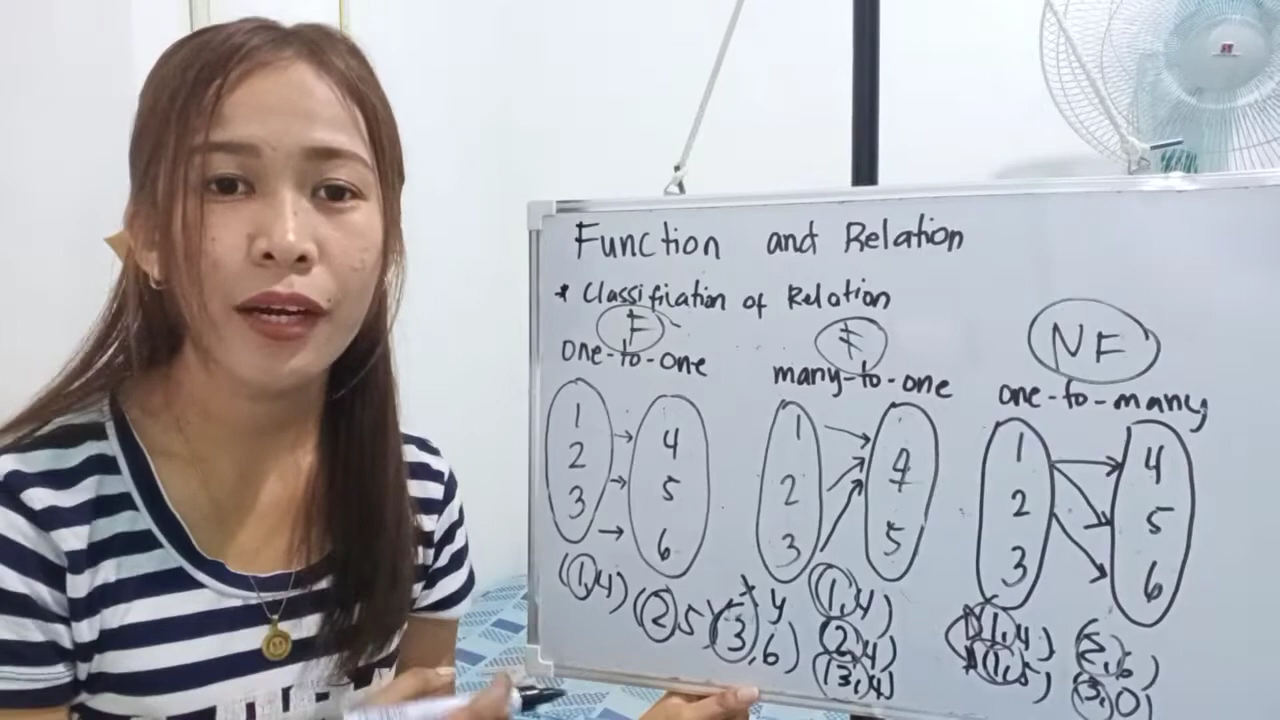 Function and Relation
* Classification of Relation
F
one-to-one
1 4
2 5
3 6
(1,4) (2,5) (3,6)
x y
F
many-to-one
1 4
2 5
3
(1,4)
(2,4)
(3,4)
NF
one-to-many
1 4
2 5
3 6
(1,4) (2,6)
(1,5) (3,0)